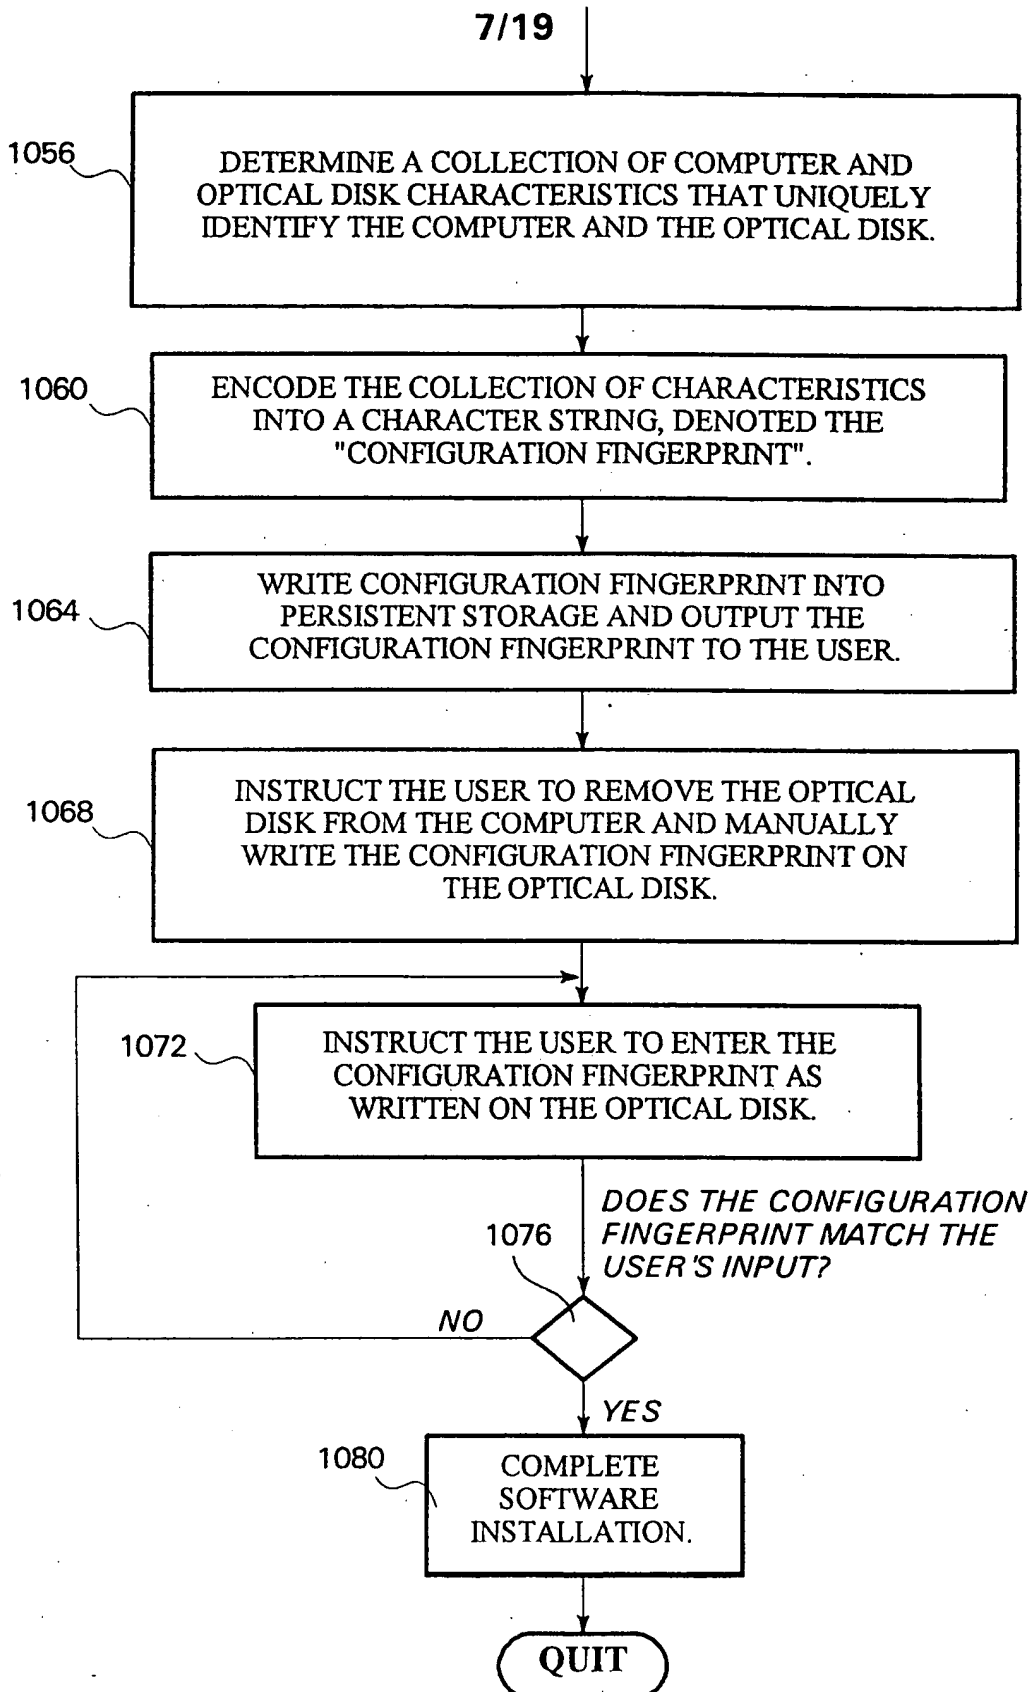 7/19
1056
DETERMINE A COLLECTION OF COMPUTER AND
OPTICAL DISK CHARACTERISTICS THAT UNIQUELY
IDENTIFY THE COMPUTER AND THE OPTICAL DISK.
1060
ENCODE THE COLLECTION OF CHARACTERISTICS
INTO A CHARACTER STRING, DENOTED THE
"CONFIGURATION FINGERPRINT".
1064
WRITE CONFIGURATION FINGERPRINT INTO
PERSISTENT STORAGE AND OUTPUT THE
CONFIGURATION FINGERPRINT TO THE USER.
1068
INSTRUCT THE USER TO REMOVE THE OPTICAL
DISK FROM THE COMPUTER AND MANUALLY
WRITE THE CONFIGURATION FINGERPRINT ON
THE OPTICAL DISK.
1072
INSTRUCT THE USER TO ENTER THE
CONFIGURATION FINGERPRINT AS
WRITTEN ON THE OPTICAL DISK.
1076
DOES THE CONFIGURATION
FINGERPRINT MATCH THE
USER'S INPUT?
NO
YES
1080
COMPLETE
SOFTWARE
INSTALLATION.
QUIT